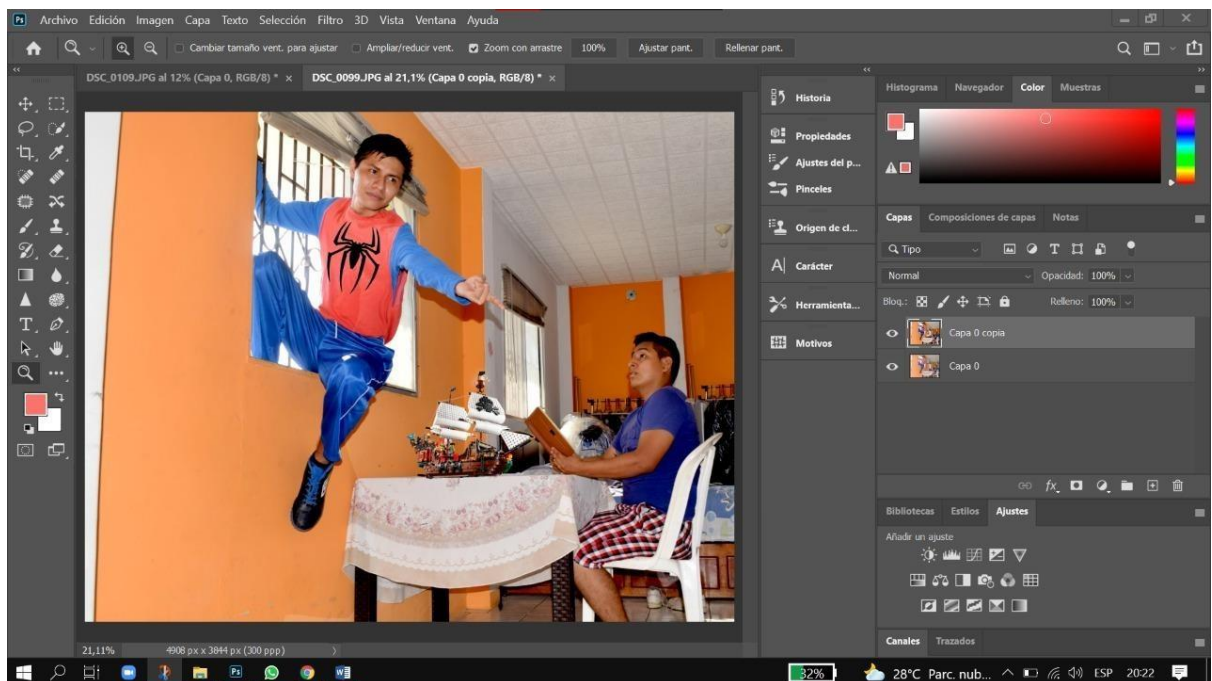 Ps Archivo Edición Imagen Capa Texto Selección Filtro 3D Vista Ventana Ayuda
Cambiar tamaño vent. para ajustar Ampliar/reducir vent. Zoom con arrastre 100% Ajustar pant. Rellenar pant.
DSC_0109.JPG al 12% (Capa 0, RGB/8) * × DSC_0099.JPG al 21,1% (Capa 0 copia, RGB/8) * ×
Historia
Propiedades
Ajustes del p...
Pinceles
Origen de cl...
A| Carácter
Herramienta...
Motivos
Histograma Navegador Color Muestras
Capas Composiciones de capas Notas
Tipo
Normal Opacidad: 100%
Bloq.: Relleno: 100%
Capa 0 copia
Capa 0
fx
Bibliotecas Estilos Ajustes
Añadir un ajuste
Canales Trazados
21,11% 4908 px x 3844 px (300 ppp)
Ps W 32% 28°C Parc. nub... ESP 20:22